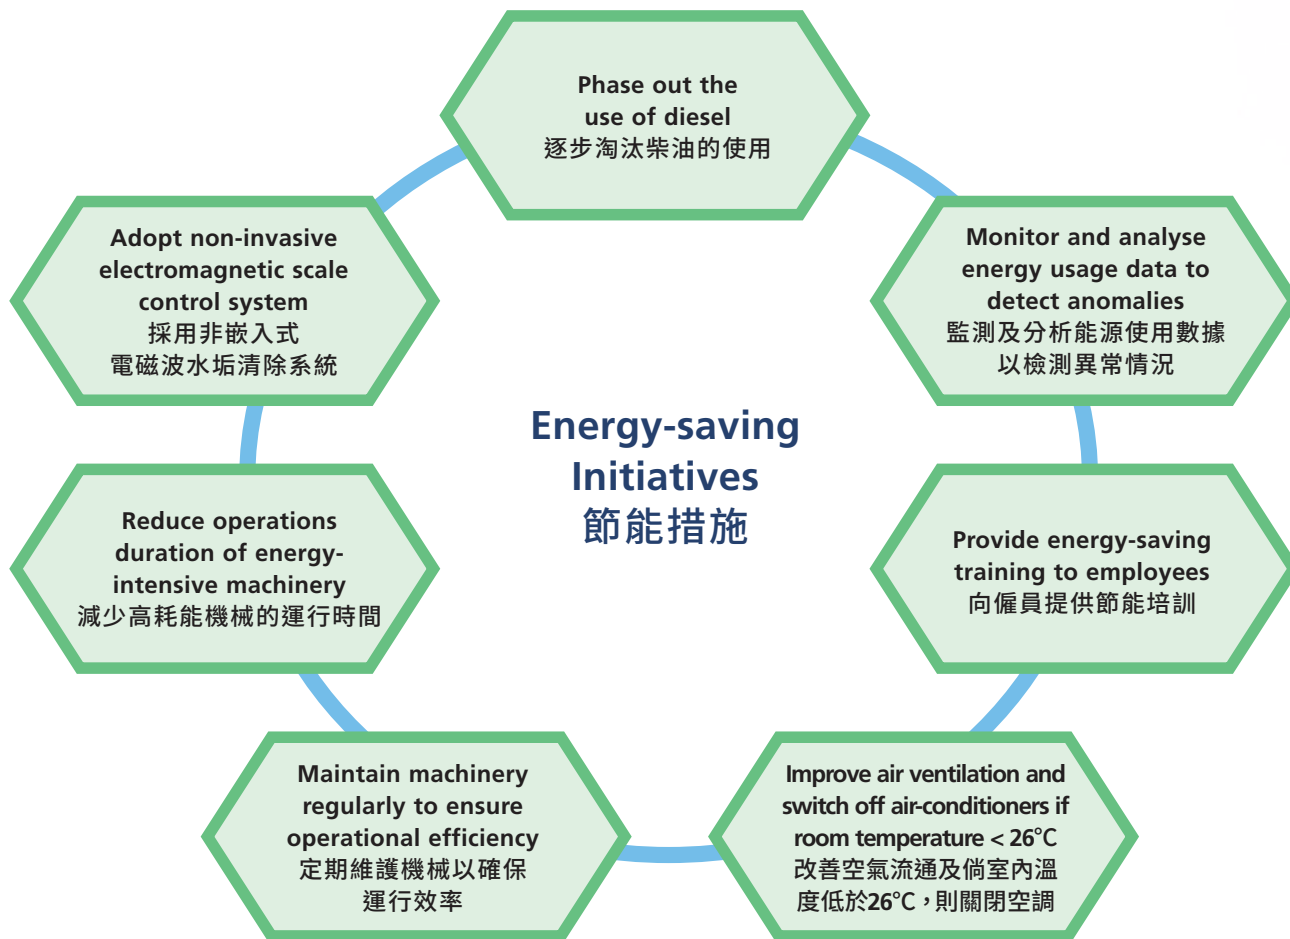 Phase out the
use of diesel
逐步淘汰柴油的使用
Adopt non-invasive
electromagnetic scale
control system
採用非嵌入式
電磁波水垢清除系統
Monitor and analyse
energy usage data to
detect anomalies
監測及分析能源使用數據
以檢測異常情況
Energy-saving
Initiatives
節能措施
Reduce operations
duration of energy-
intensive machinery
減少高耗能機械的運行時間
Provide energy-saving
training to employees
向僱員提供節能培訓
Maintain machinery
regularly to ensure
operational efficiency
定期維護機械以確保
運行效率
Improve air ventilation and
switch off air-conditioners if
room temperature < 26°C
改善空氣流通及倘室內溫
度低於26°C，則關閉空調